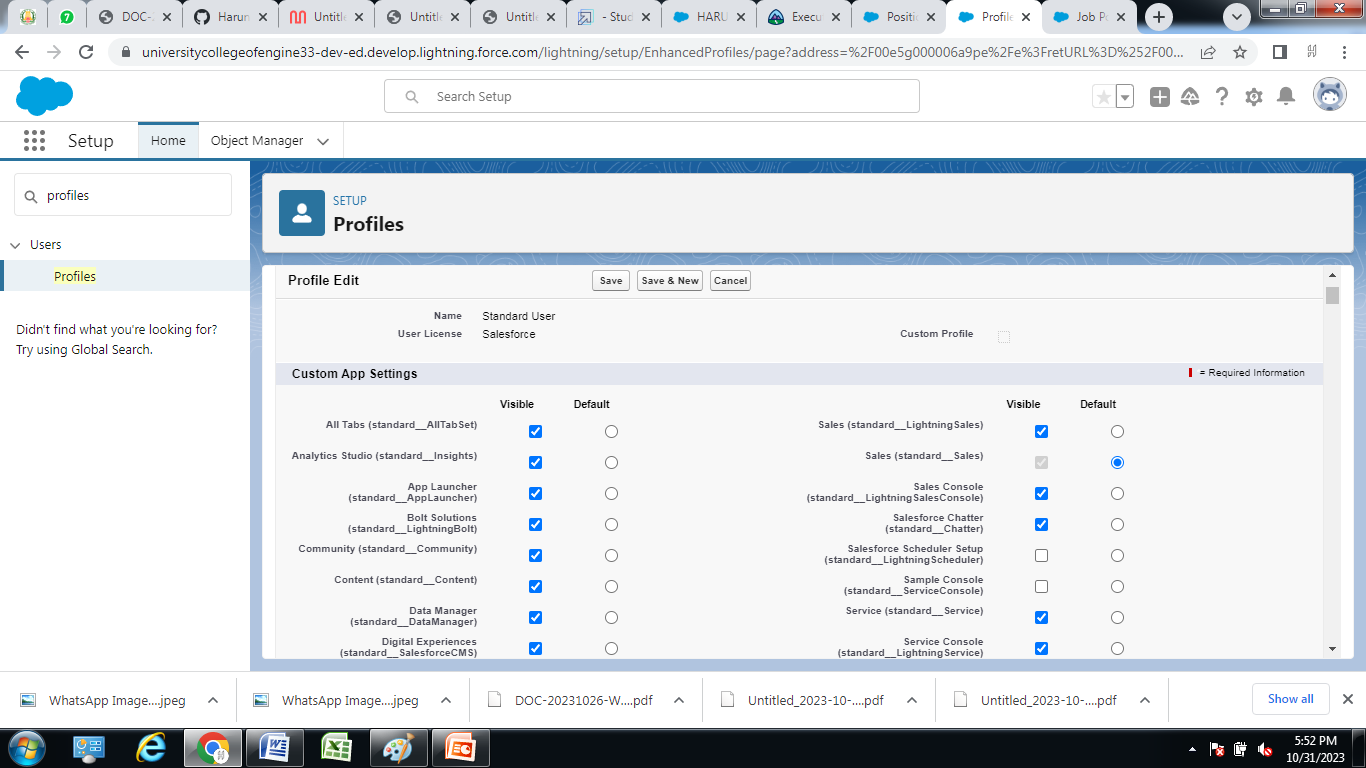 DOC-2
Harun
Untitle
Untitle
Untitle
- Stud
HARU
Execu
Positio
Profile
Job Po
universitycollegeofengine33-dev-ed.develop.lightning.force.com/lightning/setup/EnhancedProfiles/page?address=%2F00e5g000006a9pe%2Fe%3FretURL%3D%252F00...
Search Setup
Setup
Home
Object Manager
profiles
Users
Profiles
Didn't find what you're looking for?
Try using Global Search.
SETUP
Profiles
Profile Edit
Save
Save & New
Cancel
Name Standard User
User License Salesforce
Custom Profile
Custom App Settings
= Required Information
Visible Default Visible Default
All Tabs (standard__AllTabSet)
Sales (standard__LightningSales)
Analytics Studio (standard__Insights)
Sales (standard__Sales)
App Launcher
(standard__AppLauncher)
Sales Console
(standard__LightningSalesConsole)
Bolt Solutions
(standard__LightningBolt)
Salesforce Chatter
(standard__Chatter)
Community (standard__Community)
Salesforce Scheduler Setup
(standard__LightningScheduler)
Content (standard__Content)
Sample Console
(standard__ServiceConsole)
Data Manager
(standard__DataManager)
Service (standard__Service)
Digital Experiences
(standard__SalesforceCMS)
Service Console
(standard__LightningService)
WhatsApp Image....jpeg
WhatsApp Image....jpeg
DOC-20231026-W....pdf
Untitled_2023-10-....pdf
Untitled_2023-10-....pdf
Show all
5:52 PM
10/31/2023